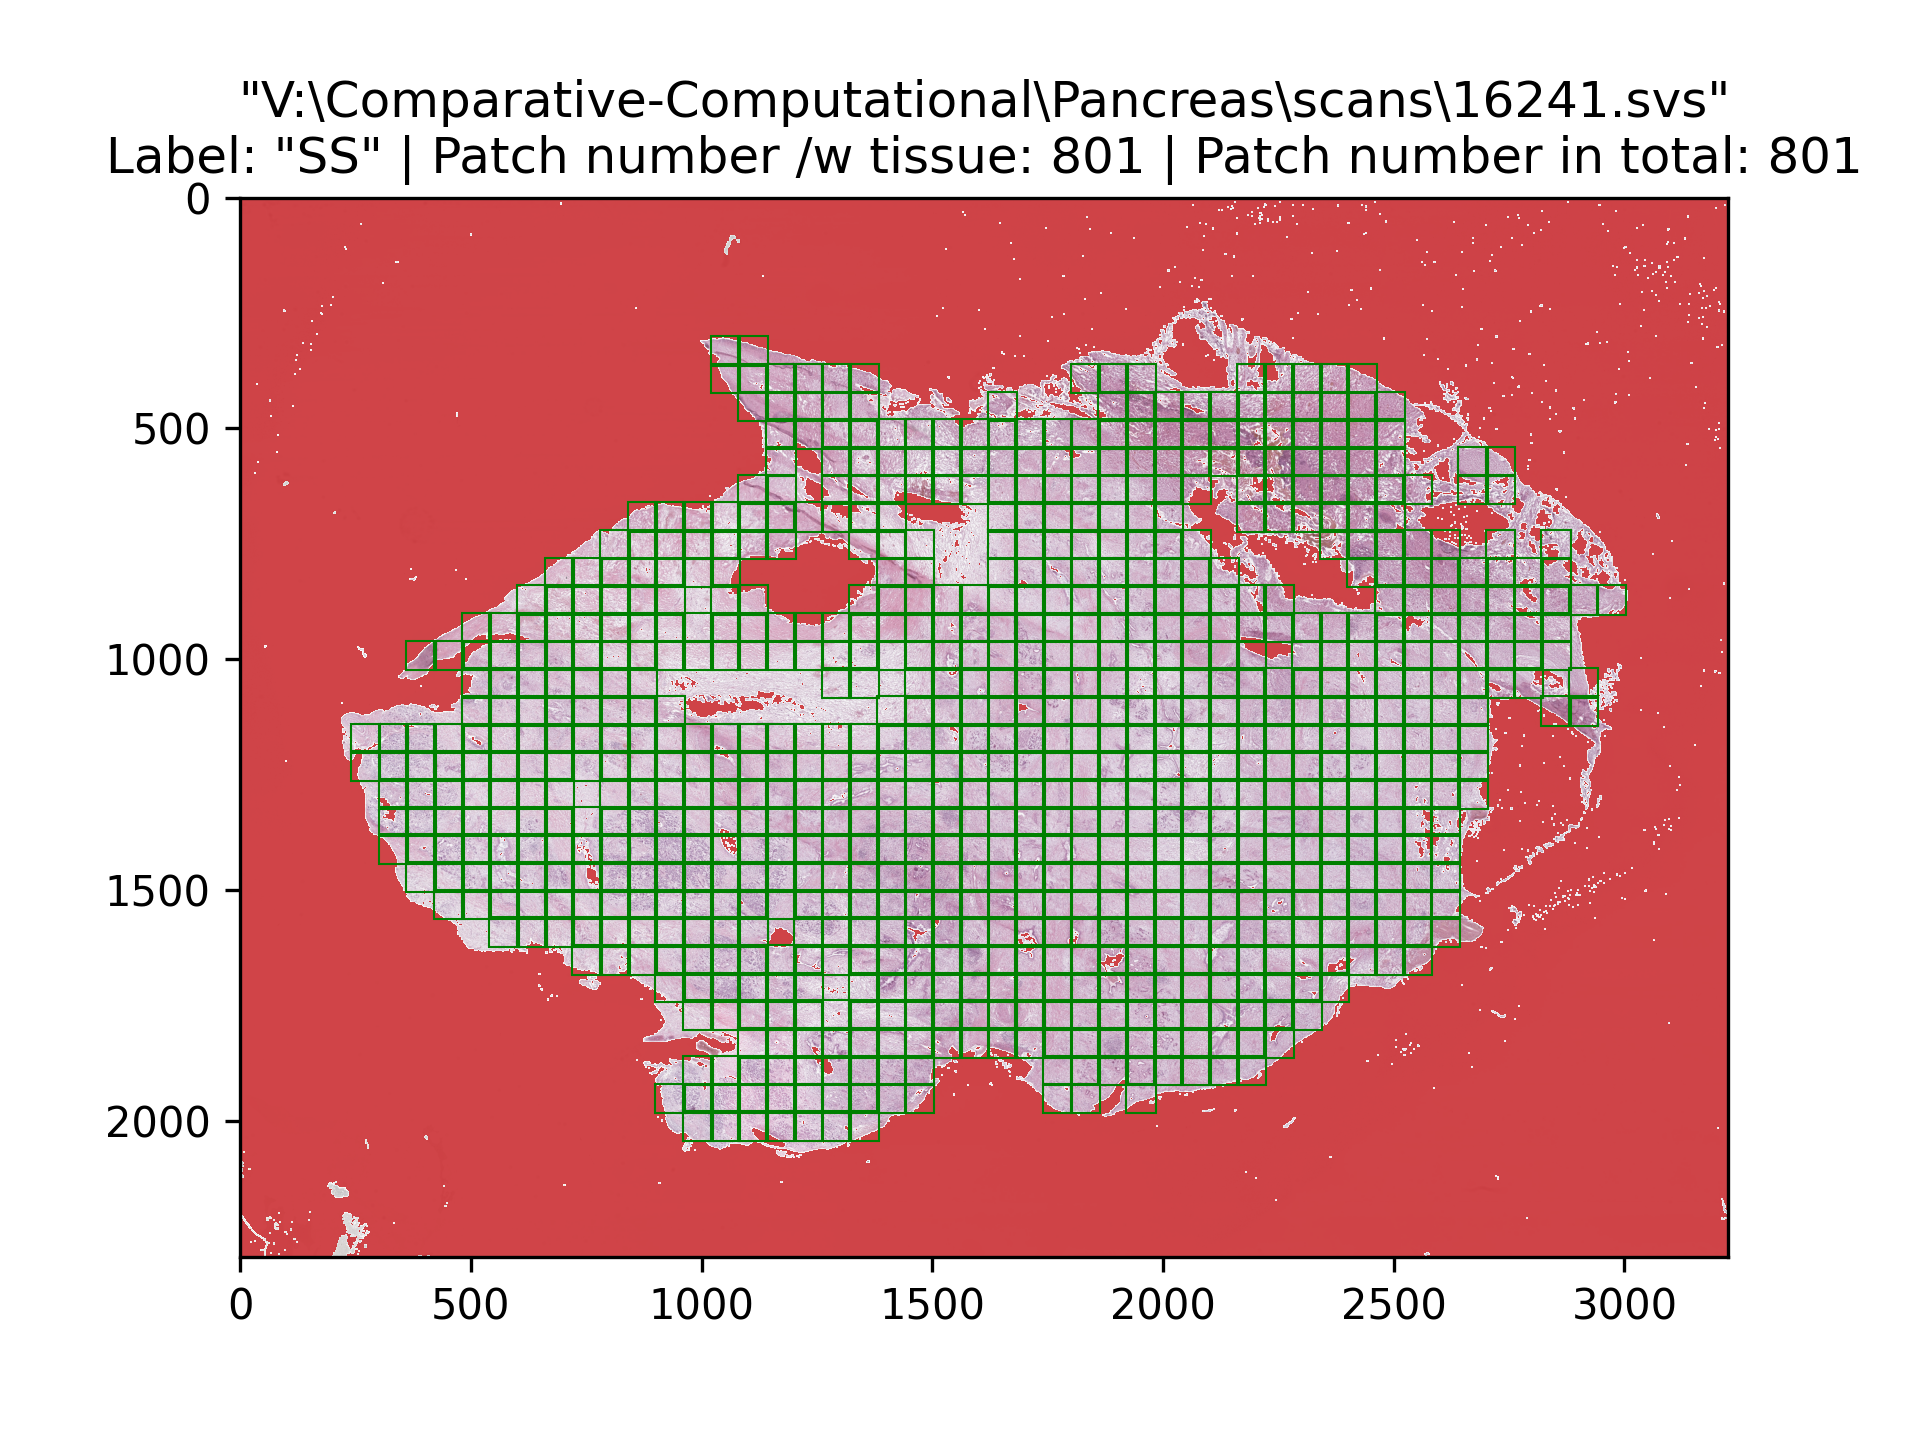 "V:\Comparative-Computational\Pancreas\scans\16241.svs"
Label: "SS" | Patch number /w tissue: 801 | Patch number in total: 801
0
500
1000
1500
2000
0 500 1000 1500 2000 2500 3000